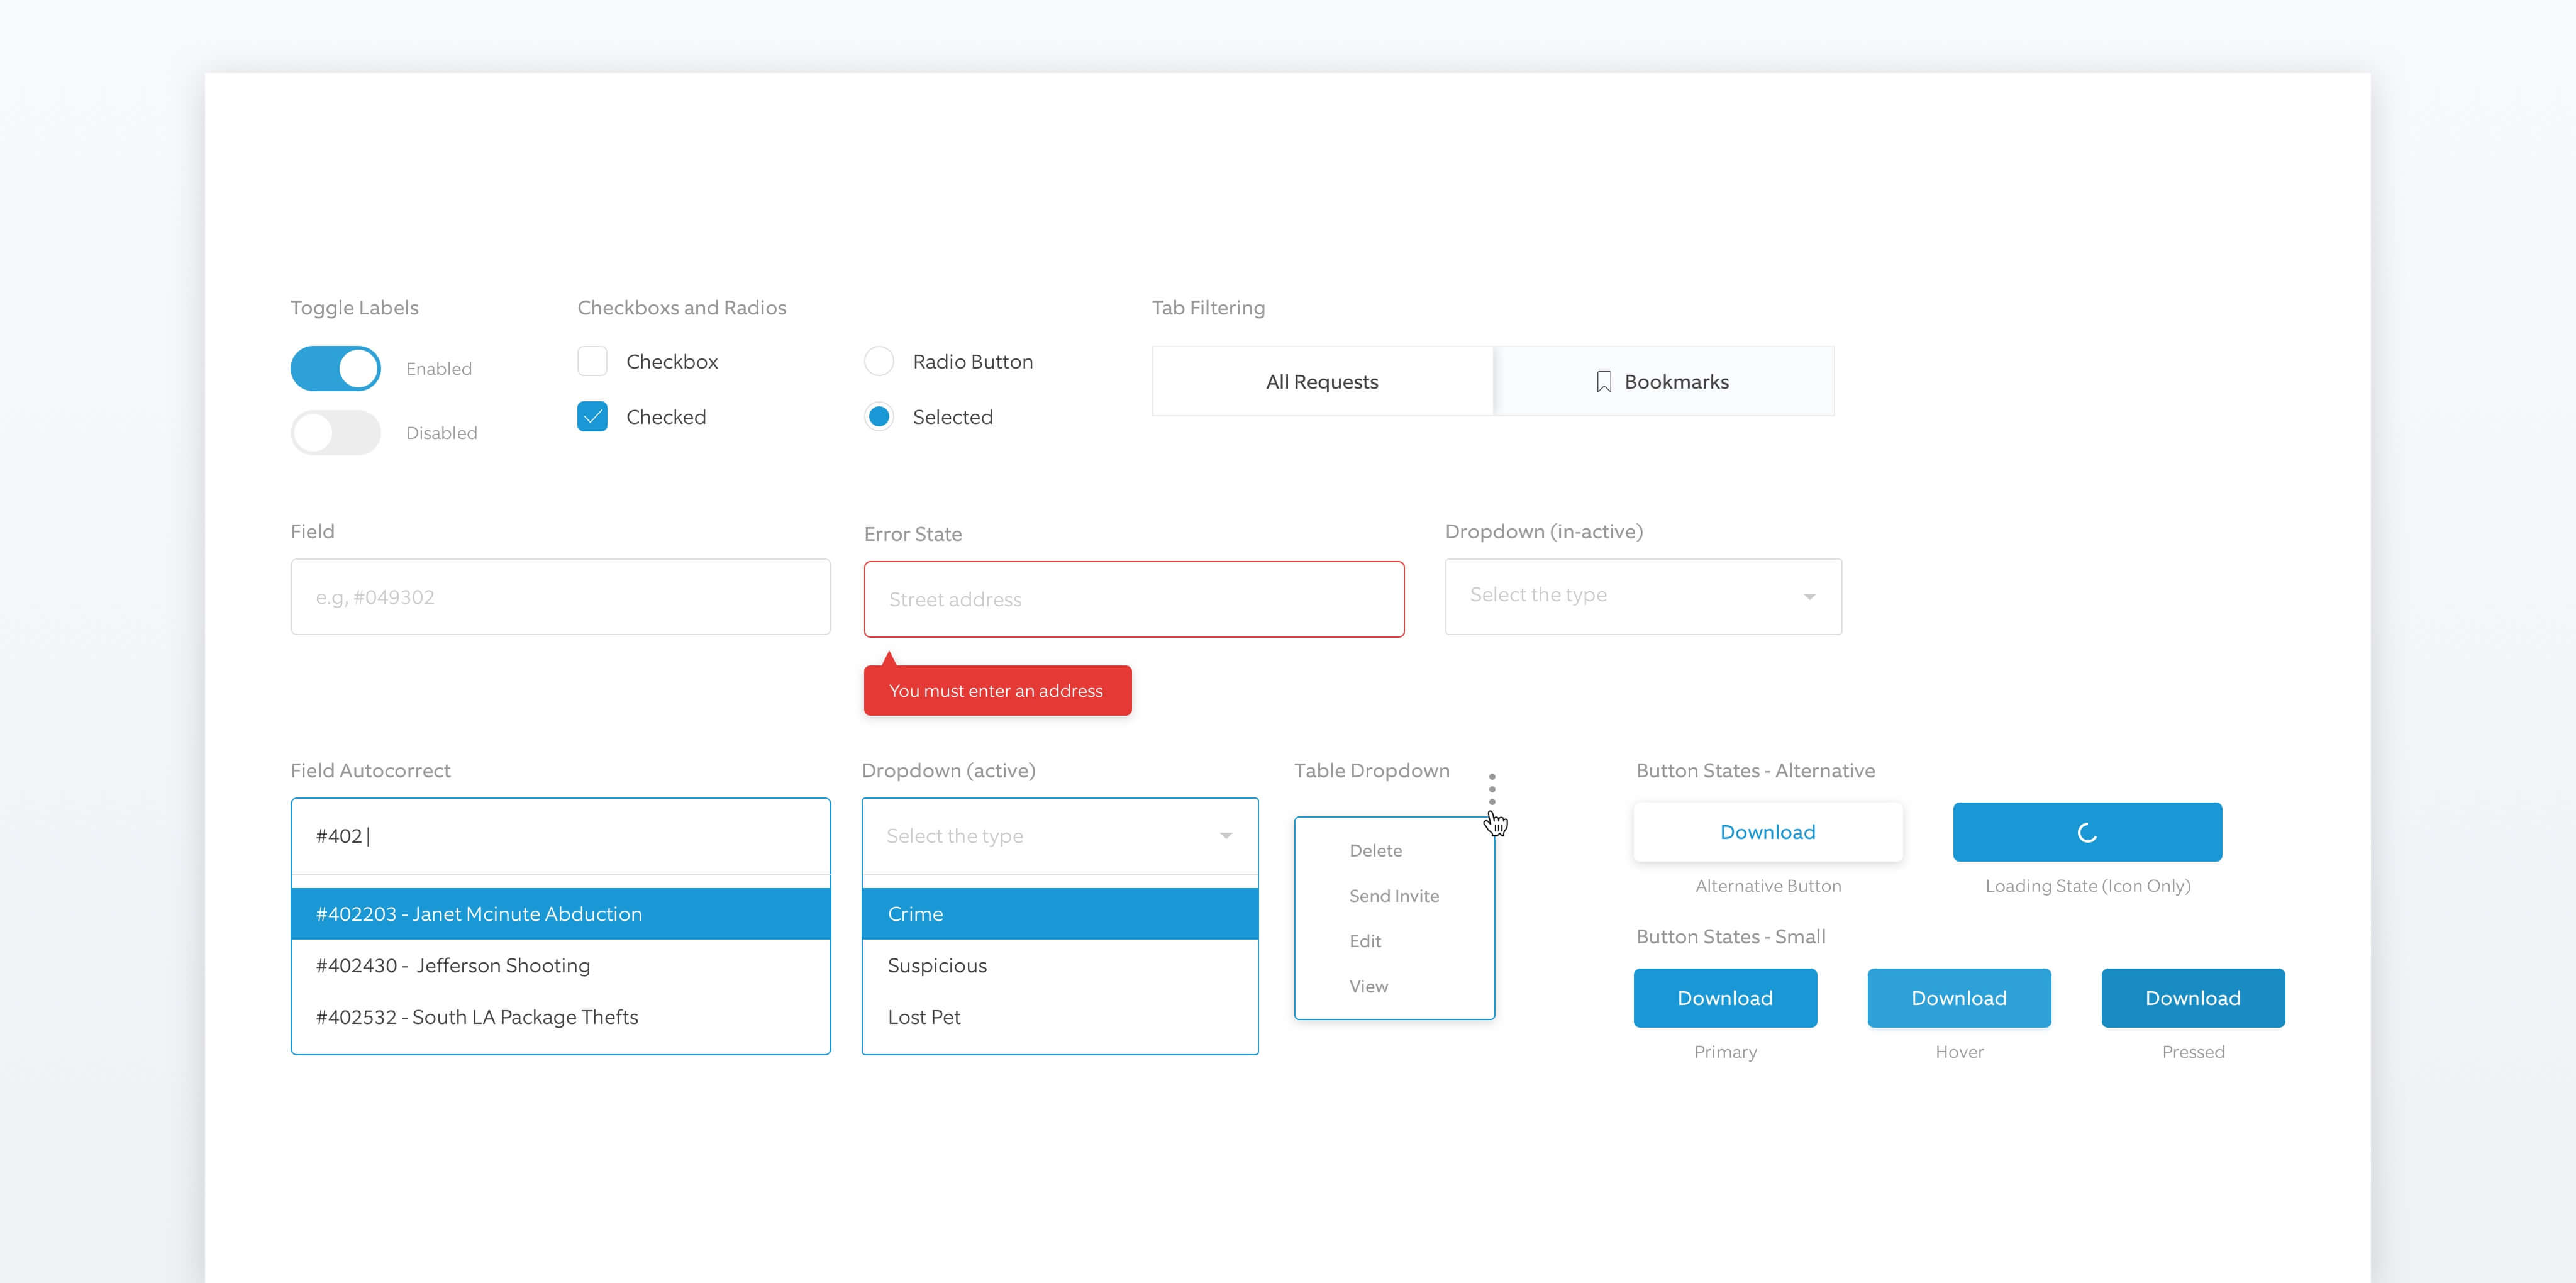 Toggle Labels
Enabled
Disabled
Checkboxs and Radios
Checkbox
Checked
Radio Button
Selected
Tab Filtering
All Requests
Bookmarks
Field
e.g, #049302
Error State
Street address
You must enter an address
Dropdown (in-active)
Select the type
Field Autocorrect
#402|
#402203 - Janet Mcinute Abduction
#402430 -  Jefferson Shooting
#402532 - South LA Package Thefts
Dropdown (active)
Select the type
Crime
Suspicious
Lost Pet
Table Dropdown
Delete
Send Invite
Edit
View
Button States - Alternative
Download
Alternative Button
Loading State (Icon Only)
Button States - Small
Download
Primary
Download
Hover
Download
Pressed